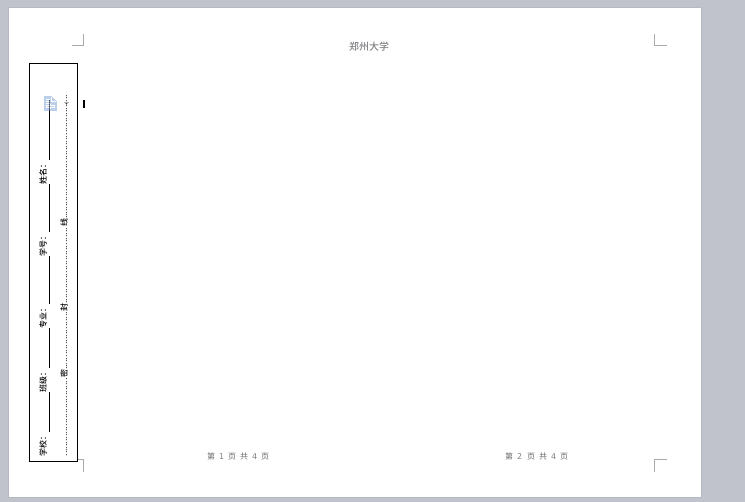 郑州大学
学校：
班级：
专业：
学号：
姓名：
密
封
线
第 1 页 共 4 页
第 2 页 共 4 页